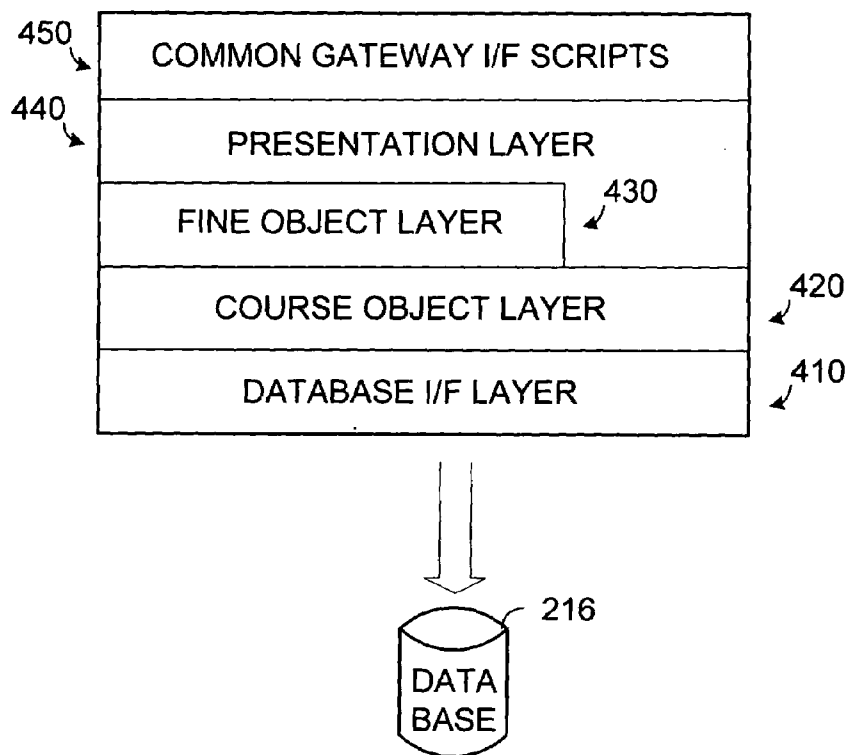 450
COMMON GATEWAY I/F SCRIPTS
440
PRESENTATION LAYER
FINE OBJECT LAYER
430
COURSE OBJECT LAYER
420
DATABASE I/F LAYER
410
216
DATA
BASE